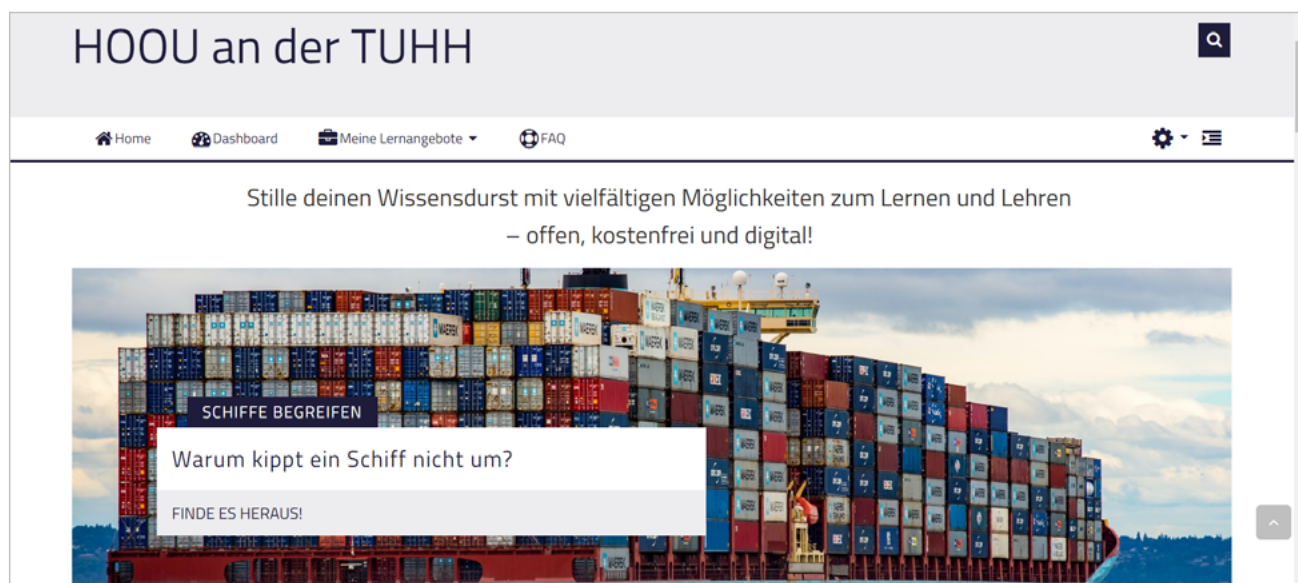 HOOU an der TUHH
Home Dashboard Meine Lernangebote FAQ
Stille deinen Wissensdurst mit vielfältigen Möglichkeiten zum Lernen und Lehren
– offen, kostenfrei und digital!
MAERSK
SCHIFFE BEGREIFEN
Warum kippt ein Schiff nicht um?
FINDE ES HERAUS!